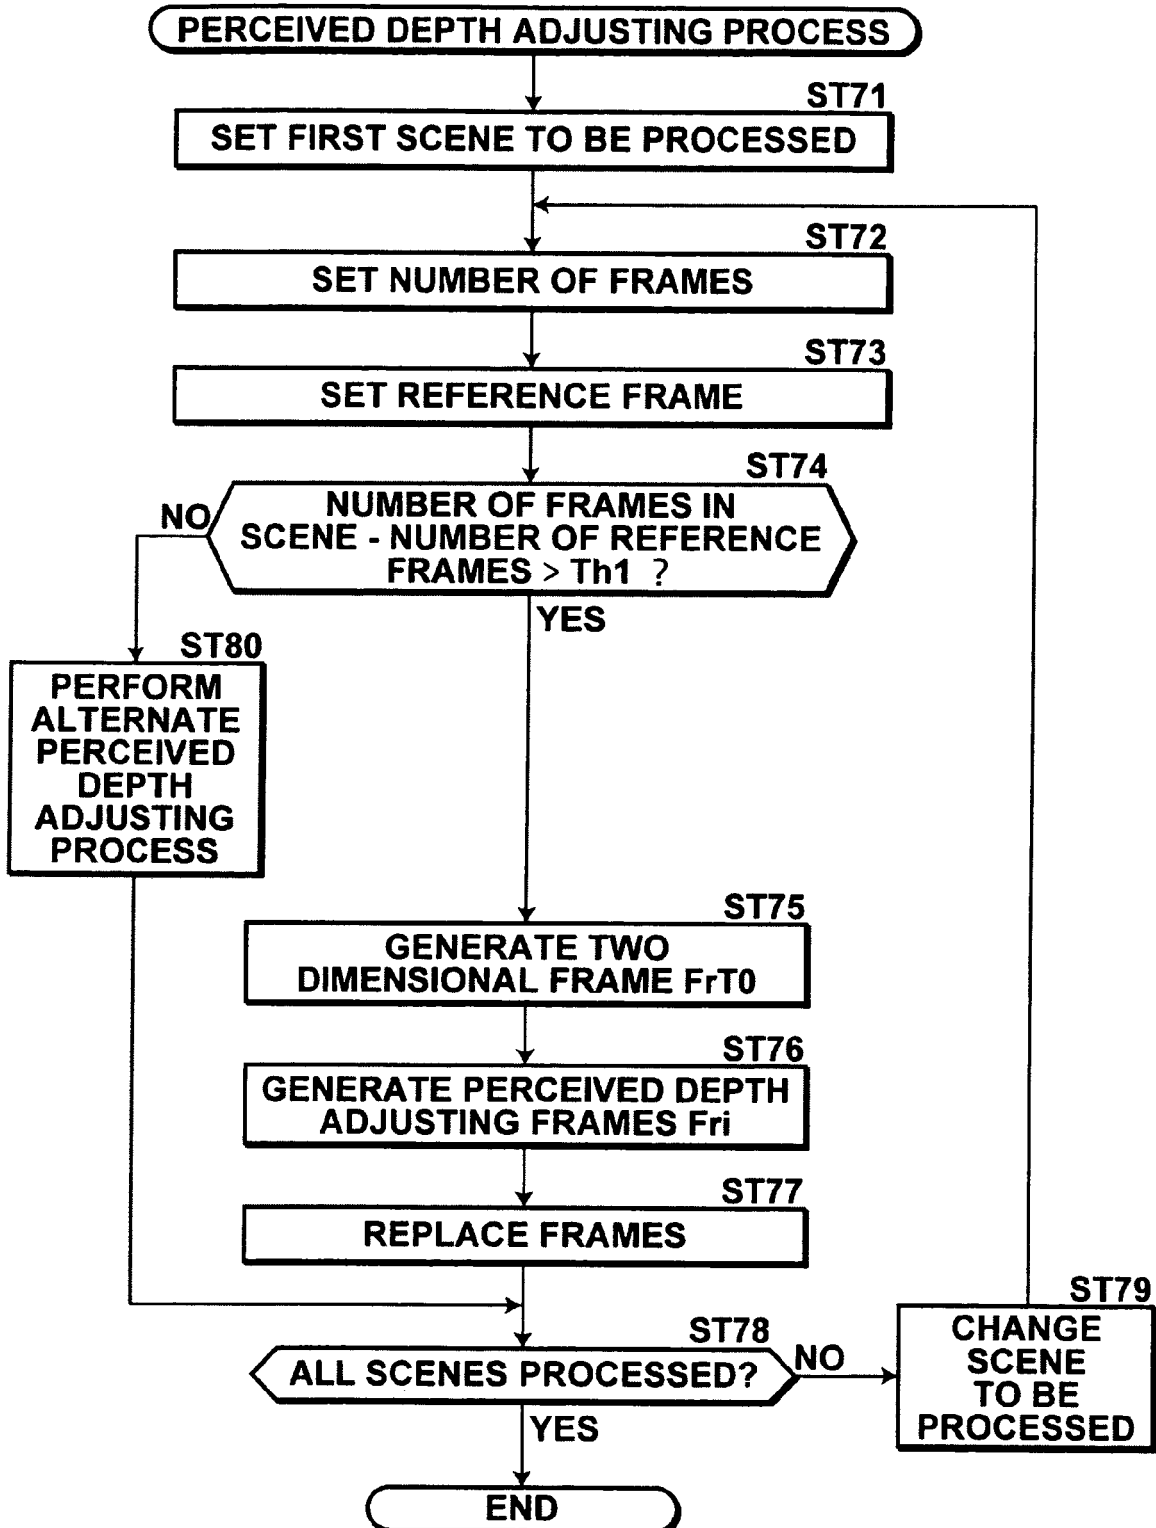 PERCEIVED DEPTH ADJUSTING PROCESS
ST71
SET FIRST SCENE TO BE PROCESSED
ST72
SET NUMBER OF FRAMES
ST73
SET REFERENCE FRAME
ST74
NUMBER OF FRAMES IN
SCENE - NUMBER OF REFERENCE
FRAMES > Th1 ?
NO
YES
ST80
PERFORM
ALTERNATE
PERCEIVED
DEPTH
ADJUSTING
PROCESS
ST75
GENERATE TWO
DIMENSIONAL FRAME FrT0
ST76
GENERATE PERCEIVED DEPTH
ADJUSTING FRAMES Fri
ST77
REPLACE FRAMES
ST78
ALL SCENES PROCESSED?
NO
YES
ST79
CHANGE
SCENE
TO BE
PROCESSED
END